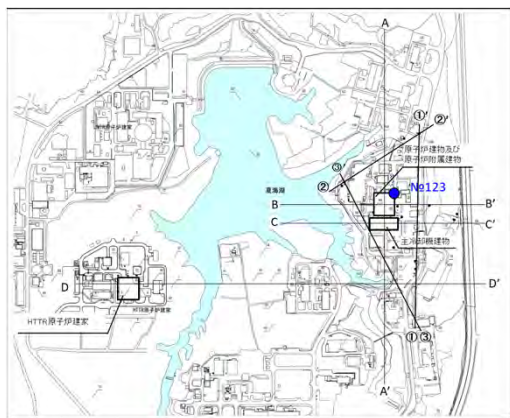 A
①'
②'
原子炉建物及び
原子炉附属建物
③'
№123
夏海湖
②
B
B'
C
C'
主冷却機建物
D
D'
HTTR原子炉建家
HTTR原子炉建家
①
③
A'